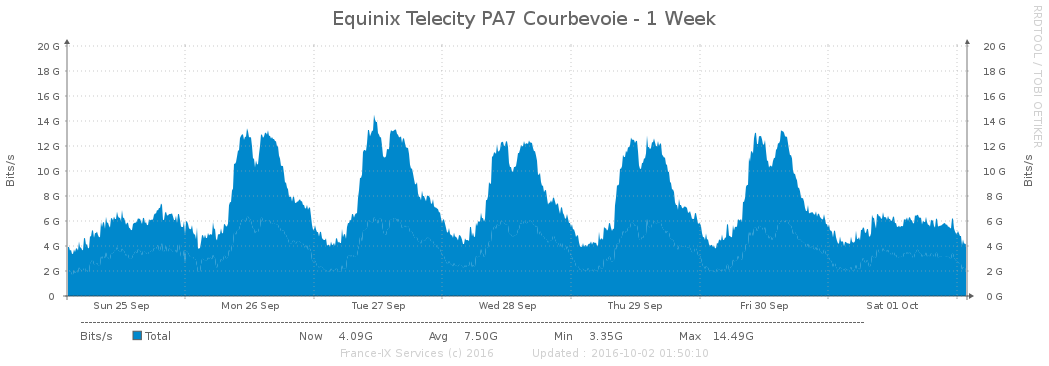 Equinix Telecity PA7 Courbevoie - 1 Week
RRDTOOL / TOBI OETIKER
Bits/s
20 G 20 G
18 G 18 G
16 G 16 G
14 G 14 G
12 G 12 G
10 G 10 G
8 G 8 G
6 G 6 G
4 G 4 G
2 G 2 G
0 0 G
Bits/s
Sun 25 Sep Mon 26 Sep Tue 27 Sep Wed 28 Sep Thu 29 Sep Fri 30 Sep Sat 01 Oct
Bits/s Total Now 4.09G Avg 7.50G Min 3.35G Max 14.49G
France-IX Services (c) 2016 Updated : 2016-10-02 01:50:10